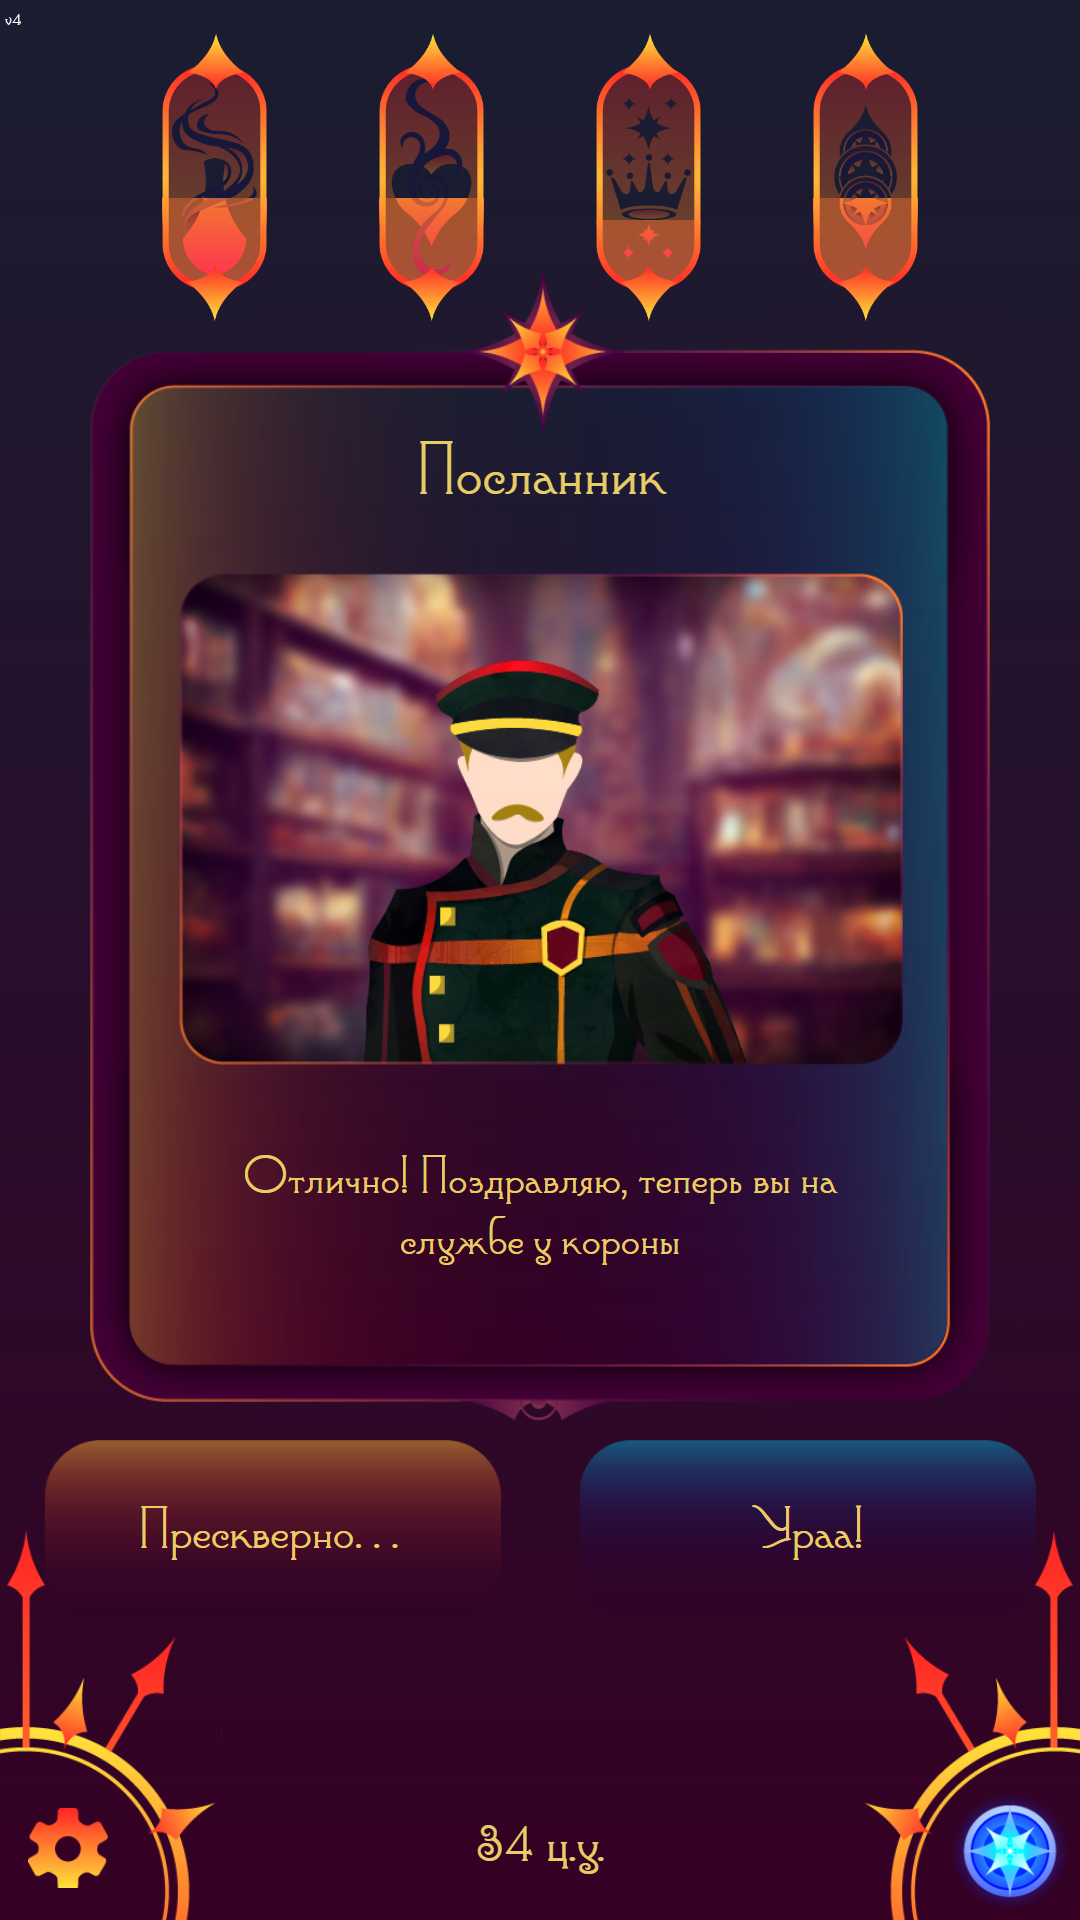 v4
Посланник
Отлично! Поздравляю, теперь вы на
службе у короны
Прескверно...
Ураа!
34 ц.у.